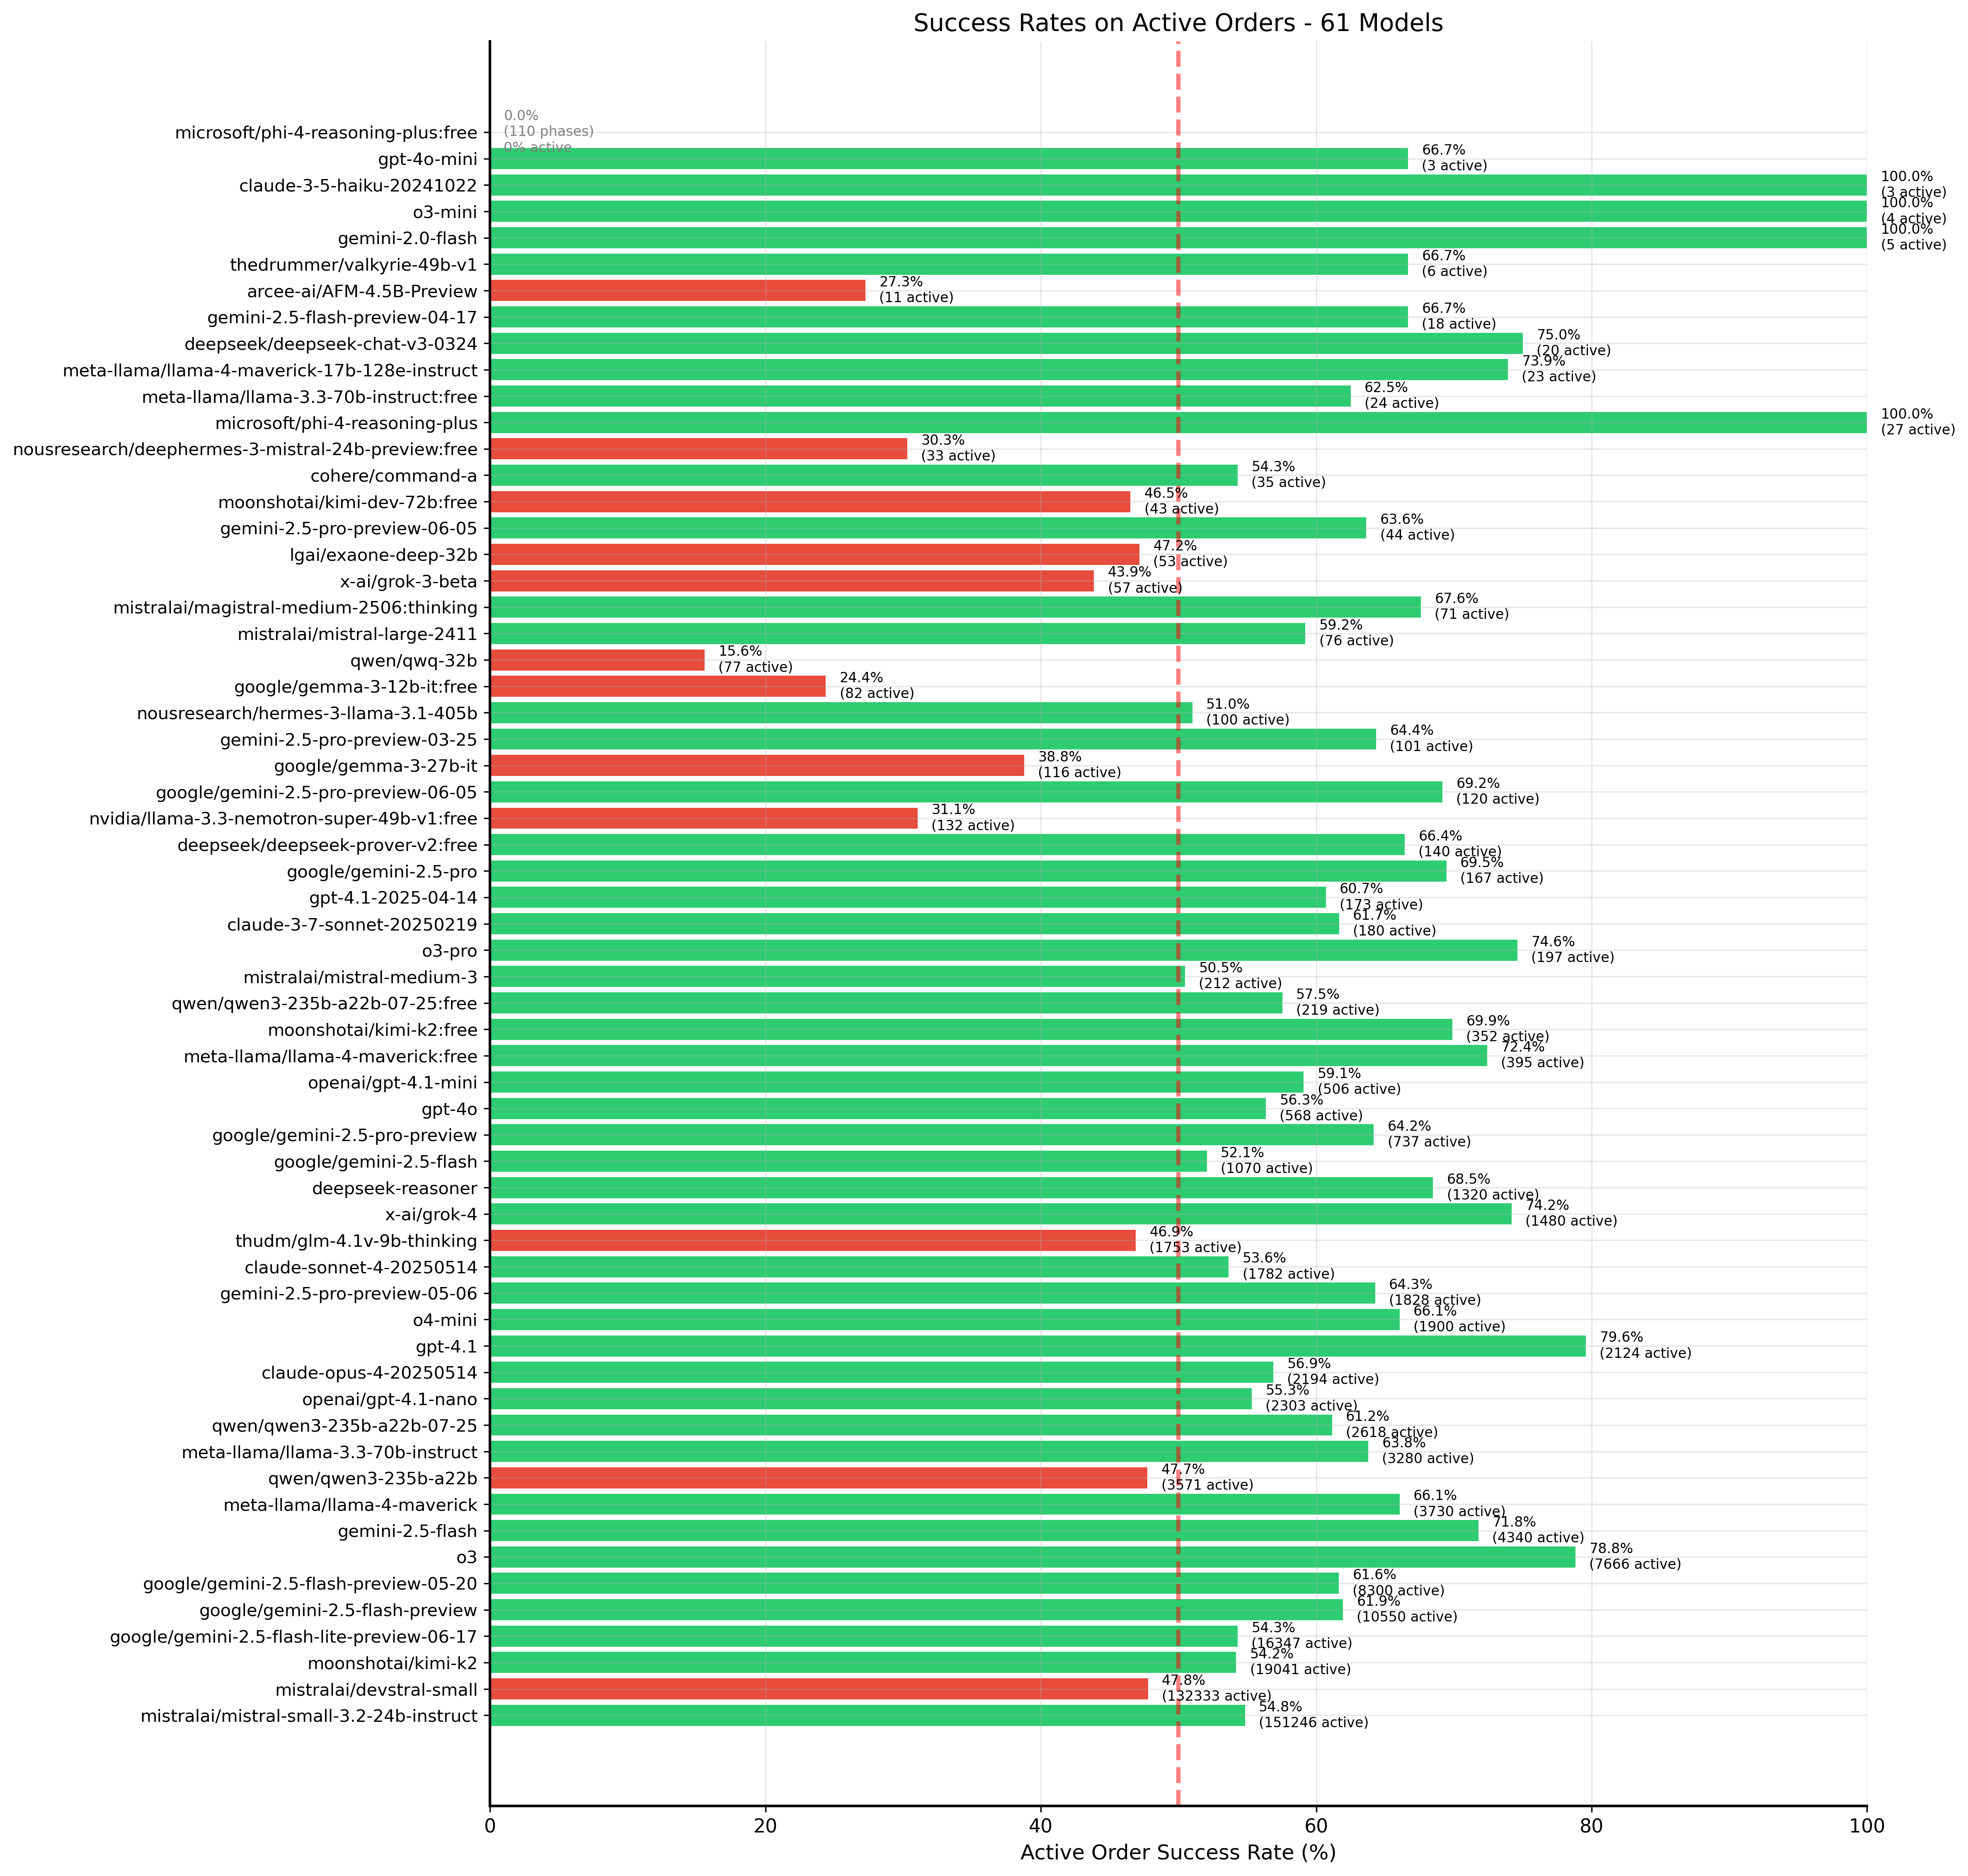 Success Rates on Active Orders - 61 Models
microsoft/phi-4-reasoning-plus:free
0.0%
(110 phases)
0% active
gpt-4o-mini
66.7%
(3 active)
claude-3-5-haiku-20241022
100.0%
(3 active)
o3-mini
100.0%
(4 active)
gemini-2.0-flash
100.0%
(5 active)
thedrummer/valkyrie-49b-v1
66.7%
(6 active)
arcee-ai/AFM-4.5B-Preview
27.3%
(11 active)
gemini-2.5-flash-preview-04-17
66.7%
(18 active)
deepseek/deepseek-chat-v3-0324
75.0%
(20 active)
meta-llama/llama-4-maverick-17b-128e-instruct
73.9%
(23 active)
meta-llama/llama-3.3-70b-instruct:free
62.5%
(24 active)
microsoft/phi-4-reasoning-plus
100.0%
(27 active)
nousresearch/deephermes-3-mistral-24b-preview:free
30.3%
(33 active)
cohere/command-a
54.3%
(35 active)
moonshotai/kimi-dev-72b:free
46.5%
(43 active)
gemini-2.5-pro-preview-06-05
63.6%
(44 active)
lgai/exaone-deep-32b
47.2%
(53 active)
x-ai/grok-3-beta
43.9%
(57 active)
mistralai/magistral-medium-2506:thinking
67.6%
(71 active)
mistralai/mistral-large-2411
59.2%
(76 active)
qwen/qwq-32b
15.6%
(77 active)
google/gemma-3-12b-it:free
24.4%
(82 active)
nousresearch/hermes-3-llama-3.1-405b
51.0%
(100 active)
gemini-2.5-pro-preview-03-25
64.4%
(101 active)
google/gemma-3-27b-it
38.8%
(116 active)
google/gemini-2.5-pro-preview-06-05
69.2%
(120 active)
nvidia/llama-3.3-nemotron-super-49b-v1:free
31.1%
(132 active)
deepseek/deepseek-prover-v2:free
66.4%
(140 active)
google/gemini-2.5-pro
69.5%
(167 active)
gpt-4.1-2025-04-14
60.7%
(173 active)
claude-3-7-sonnet-20250219
61.7%
(180 active)
o3-pro
74.6%
(197 active)
mistralai/mistral-medium-3
50.5%
(212 active)
qwen/qwen3-235b-a22b-07-25:free
57.5%
(219 active)
moonshotai/kimi-k2:free
69.9%
(352 active)
meta-llama/llama-4-maverick:free
72.4%
(395 active)
openai/gpt-4.1-mini
59.1%
(506 active)
gpt-4o
56.3%
(568 active)
google/gemini-2.5-pro-preview
64.2%
(737 active)
google/gemini-2.5-flash
52.1%
(1070 active)
deepseek-reasoner
68.5%
(1320 active)
x-ai/grok-4
74.2%
(1480 active)
thudm/glm-4.1v-9b-thinking
46.9%
(1753 active)
claude-sonnet-4-20250514
53.6%
(1782 active)
gemini-2.5-pro-preview-05-06
64.3%
(1828 active)
o4-mini
66.1%
(1900 active)
gpt-4.1
79.6%
(2124 active)
claude-opus-4-20250514
56.9%
(2194 active)
openai/gpt-4.1-nano
55.3%
(2303 active)
qwen/qwen3-235b-a22b-07-25
61.2%
(2618 active)
meta-llama/llama-3.3-70b-instruct
63.8%
(3280 active)
qwen/qwen3-235b-a22b
47.7%
(3571 active)
meta-llama/llama-4-maverick
66.1%
(3730 active)
gemini-2.5-flash
71.8%
(4340 active)
o3
78.8%
(7666 active)
google/gemini-2.5-flash-preview-05-20
61.6%
(8300 active)
google/gemini-2.5-flash-preview
61.9%
(10550 active)
google/gemini-2.5-flash-lite-preview-06-17
54.3%
(16347 active)
moonshotai/kimi-k2
54.2%
(19041 active)
mistralai/devstral-small
47.8%
(132333 active)
mistralai/mistral-small-3.2-24b-instruct
54.8%
(151246 active)
0 20 40 60 80 100
Active Order Success Rate (%)